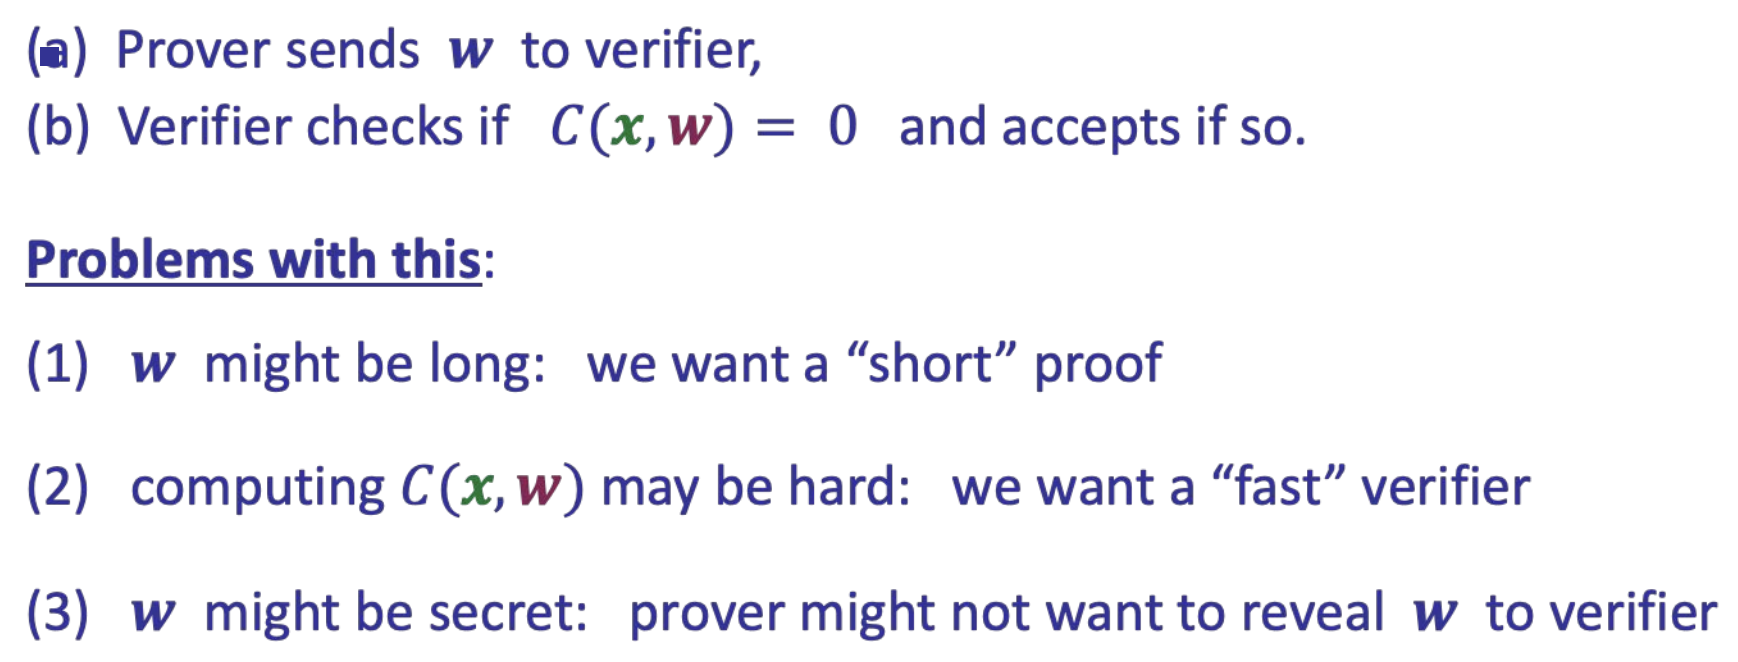 (a) Prover sends w to verifier,
(b) Verifier checks if C(x, w) = 0 and accepts if so.
Problems with this:
(1) w might be long: we want a “short” proof
(2) computing C(x, w) may be hard: we want a “fast” verifier
(3) w might be secret: prover might not want to reveal w to verifier